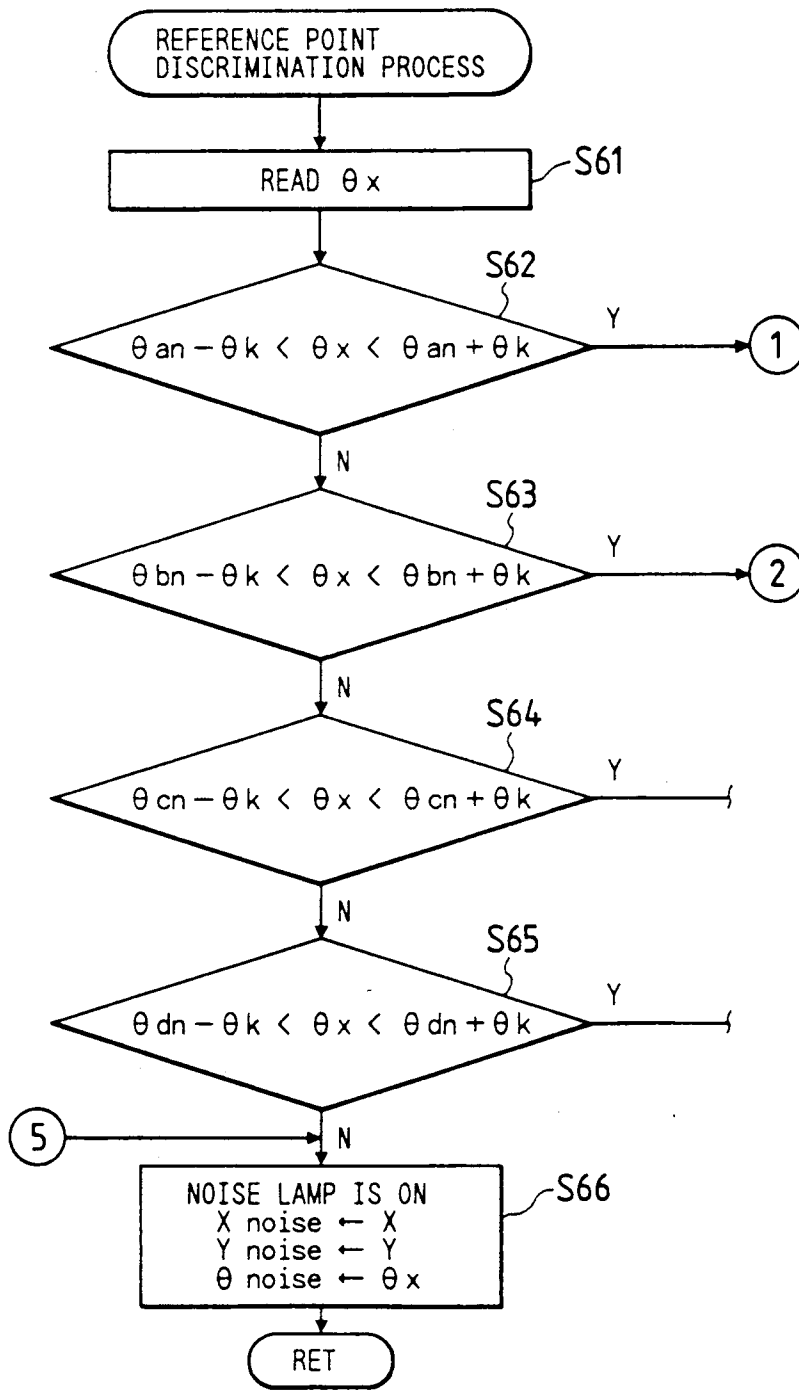 REFERENCE POINT
DISCRIMINATION PROCESS
READ θx
S61
S62
θan − θk < θx < θan + θk
Y
1
N
S63
θbn − θk < θx < θbn + θk
Y
2
N
S64
θcn − θk < θx < θcn + θk
Y
N
S65
θdn − θk < θx < θdn + θk
Y
5
N
NOISE LAMP IS ON
X noise ← X
Y noise ← Y
θ noise ← θx
S66
RET